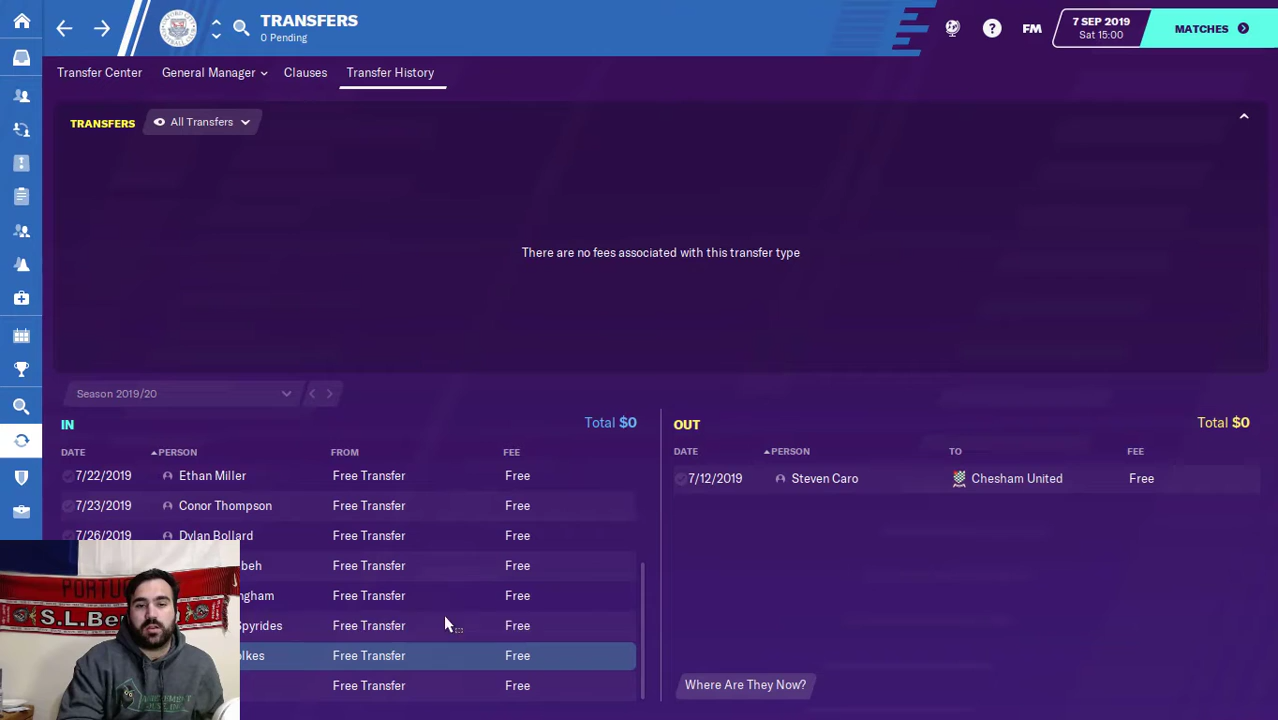 TRANSFERS
0 Pending
FM
7 SEP 2019
Sat 15:00
MATCHES
Transfer Center
General Manager
Clauses
Transfer History
TRANSFERS
All Transfers
There are no fees associated with this transfer type
Season 2019/20
IN
Total $0
DATE PERSON FROM FEE
7/22/2019 Ethan Miller Free Transfer Free
7/23/2019 Conor Thompson Free Transfer Free
7/26/2019 Dylan Bollard Free Transfer Free
beh Free Transfer Free
gham Free Transfer Free
Spyrides Free Transfer Free
olkes Free Transfer Free
Free Transfer Free
OUT
Total $0
DATE PERSON TO FEE
7/12/2019 Steven Caro Chesham United Free
Where Are They Now?
S.L.Be